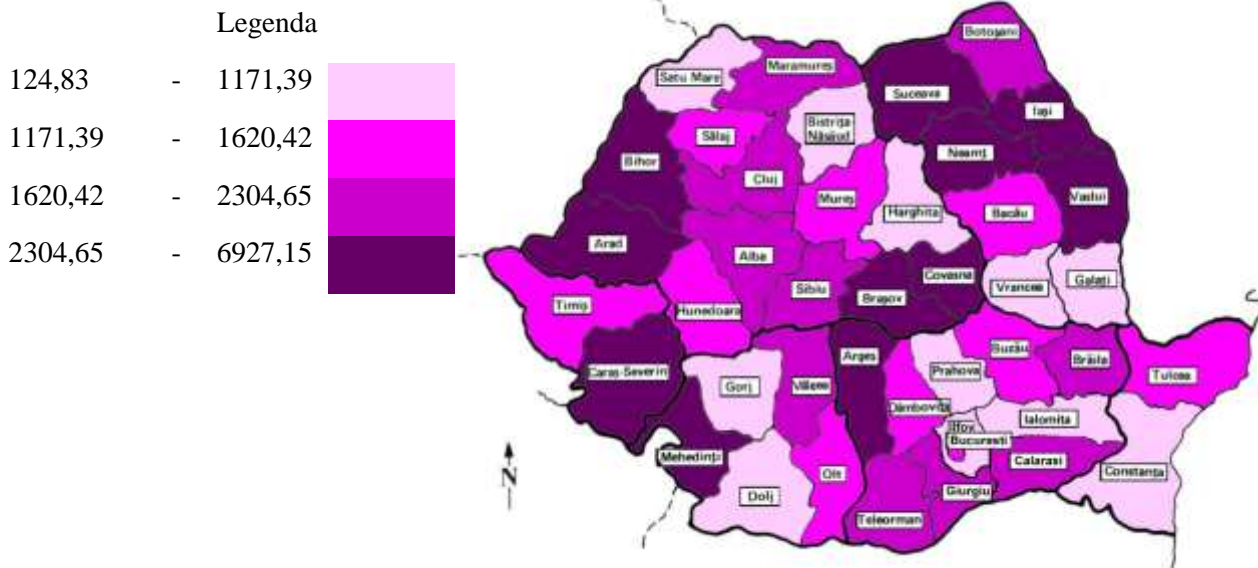 Legenda
124,83 - 1171,39
1171,39 - 1620,42
1620,42 - 2304,65
2304,65 - 6927,15
Botoşani
Satu Mare
Maramureş
Suceava
Iaşi
Bistriţa-
Năsăud
Sălaj
Neamţ
Bihor
Cluj
Mureş
Harghita
Bacău
Vaslui
Arad
Alba
Covasna
Sibiu
Braşov
Vrancea
Galaţi
Timiş
Hunedoara
Buzău
Brăila
Argeş
Caraş-Severin
Prahova
Tulcea
Gorj
Vâlcea
Dâmboviţa
Ialomita
Ilfov
Bucuresti
Mehedinţi
Olt
Calarasi
Constanţa
Dolj
Giurgiu
Teleorman
N